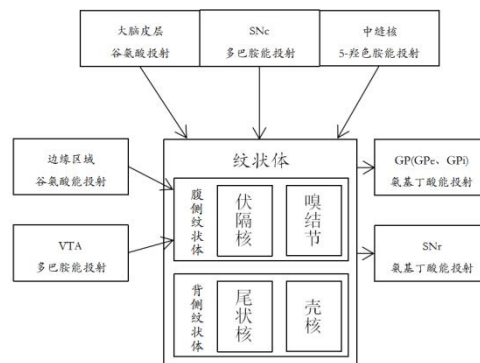 大脑皮层
谷氨酸投射
SNc
多巴胺能投射
中缝核
5-羟色胺能投射
边缘区域
谷氨酸能投射
VTA
多巴胺能投射
纹状体
腹侧纹状体
伏隔核
嗅结节
背侧纹状体
尾状核
壳核
GP(GPe、GPi)
氨基丁酸能投射
SNr
氨基丁酸能投射